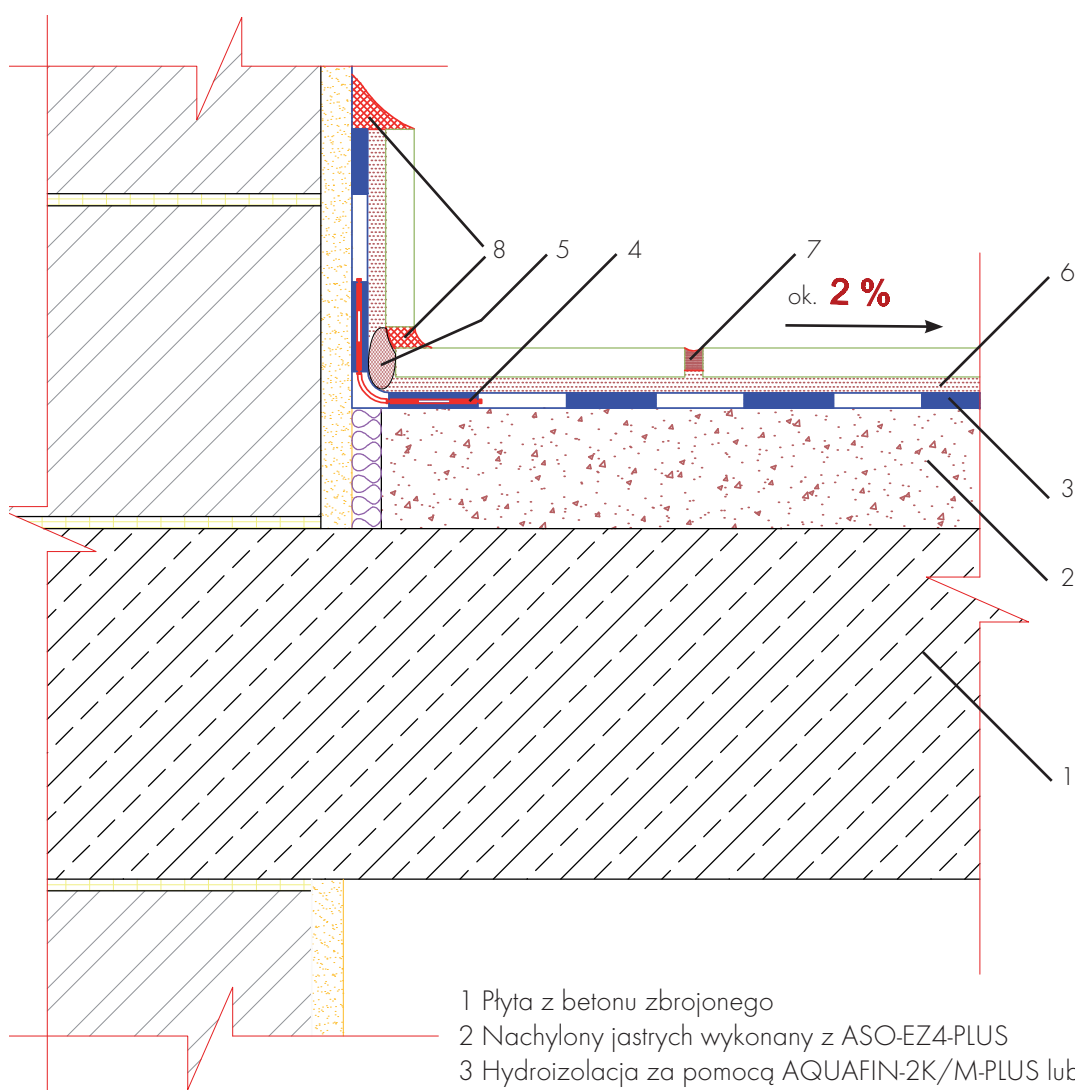 8
5
4
7
6
ok. 2 %
3
2
1
1 Płyta z betonu zbrojonego
2 Nachylony jastrych wykonany z ASO-EZ4-PLUS
3 Hydroizolacja za pomocą AQUAFIN-2K/M-PLUS lub